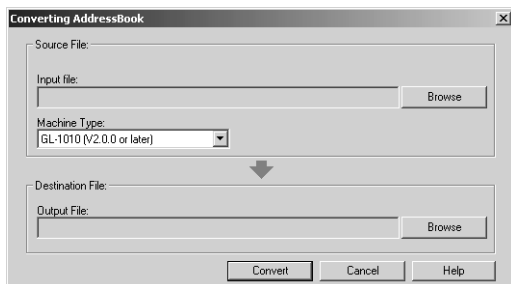 Converting AddressBook
Source File:
Input file:
Browse
Machine Type:
GL-1010 (V2.0.0 or later)
Destination File:
Output File:
Browse
Convert Cancel Help